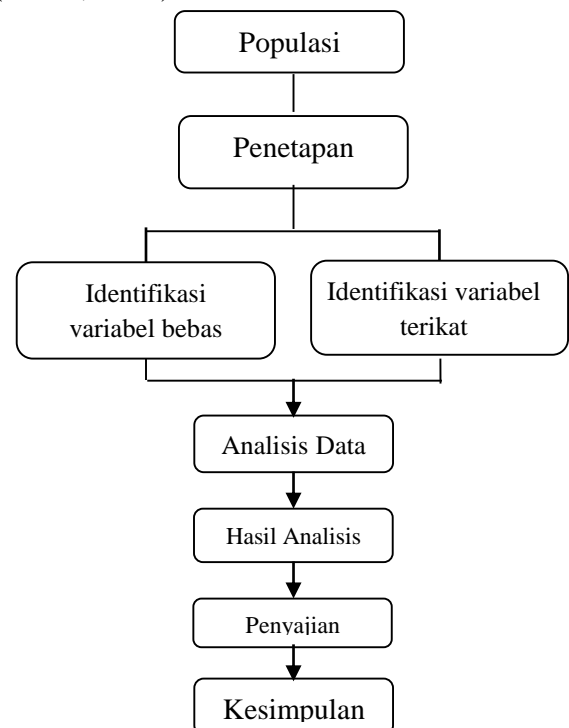 Populasi
Penetapan
Identifikasi
variabel bebas
Identifikasi variabel
terikat
Analisis Data
Hasil Analisis
Penyajian
Kesimpulan